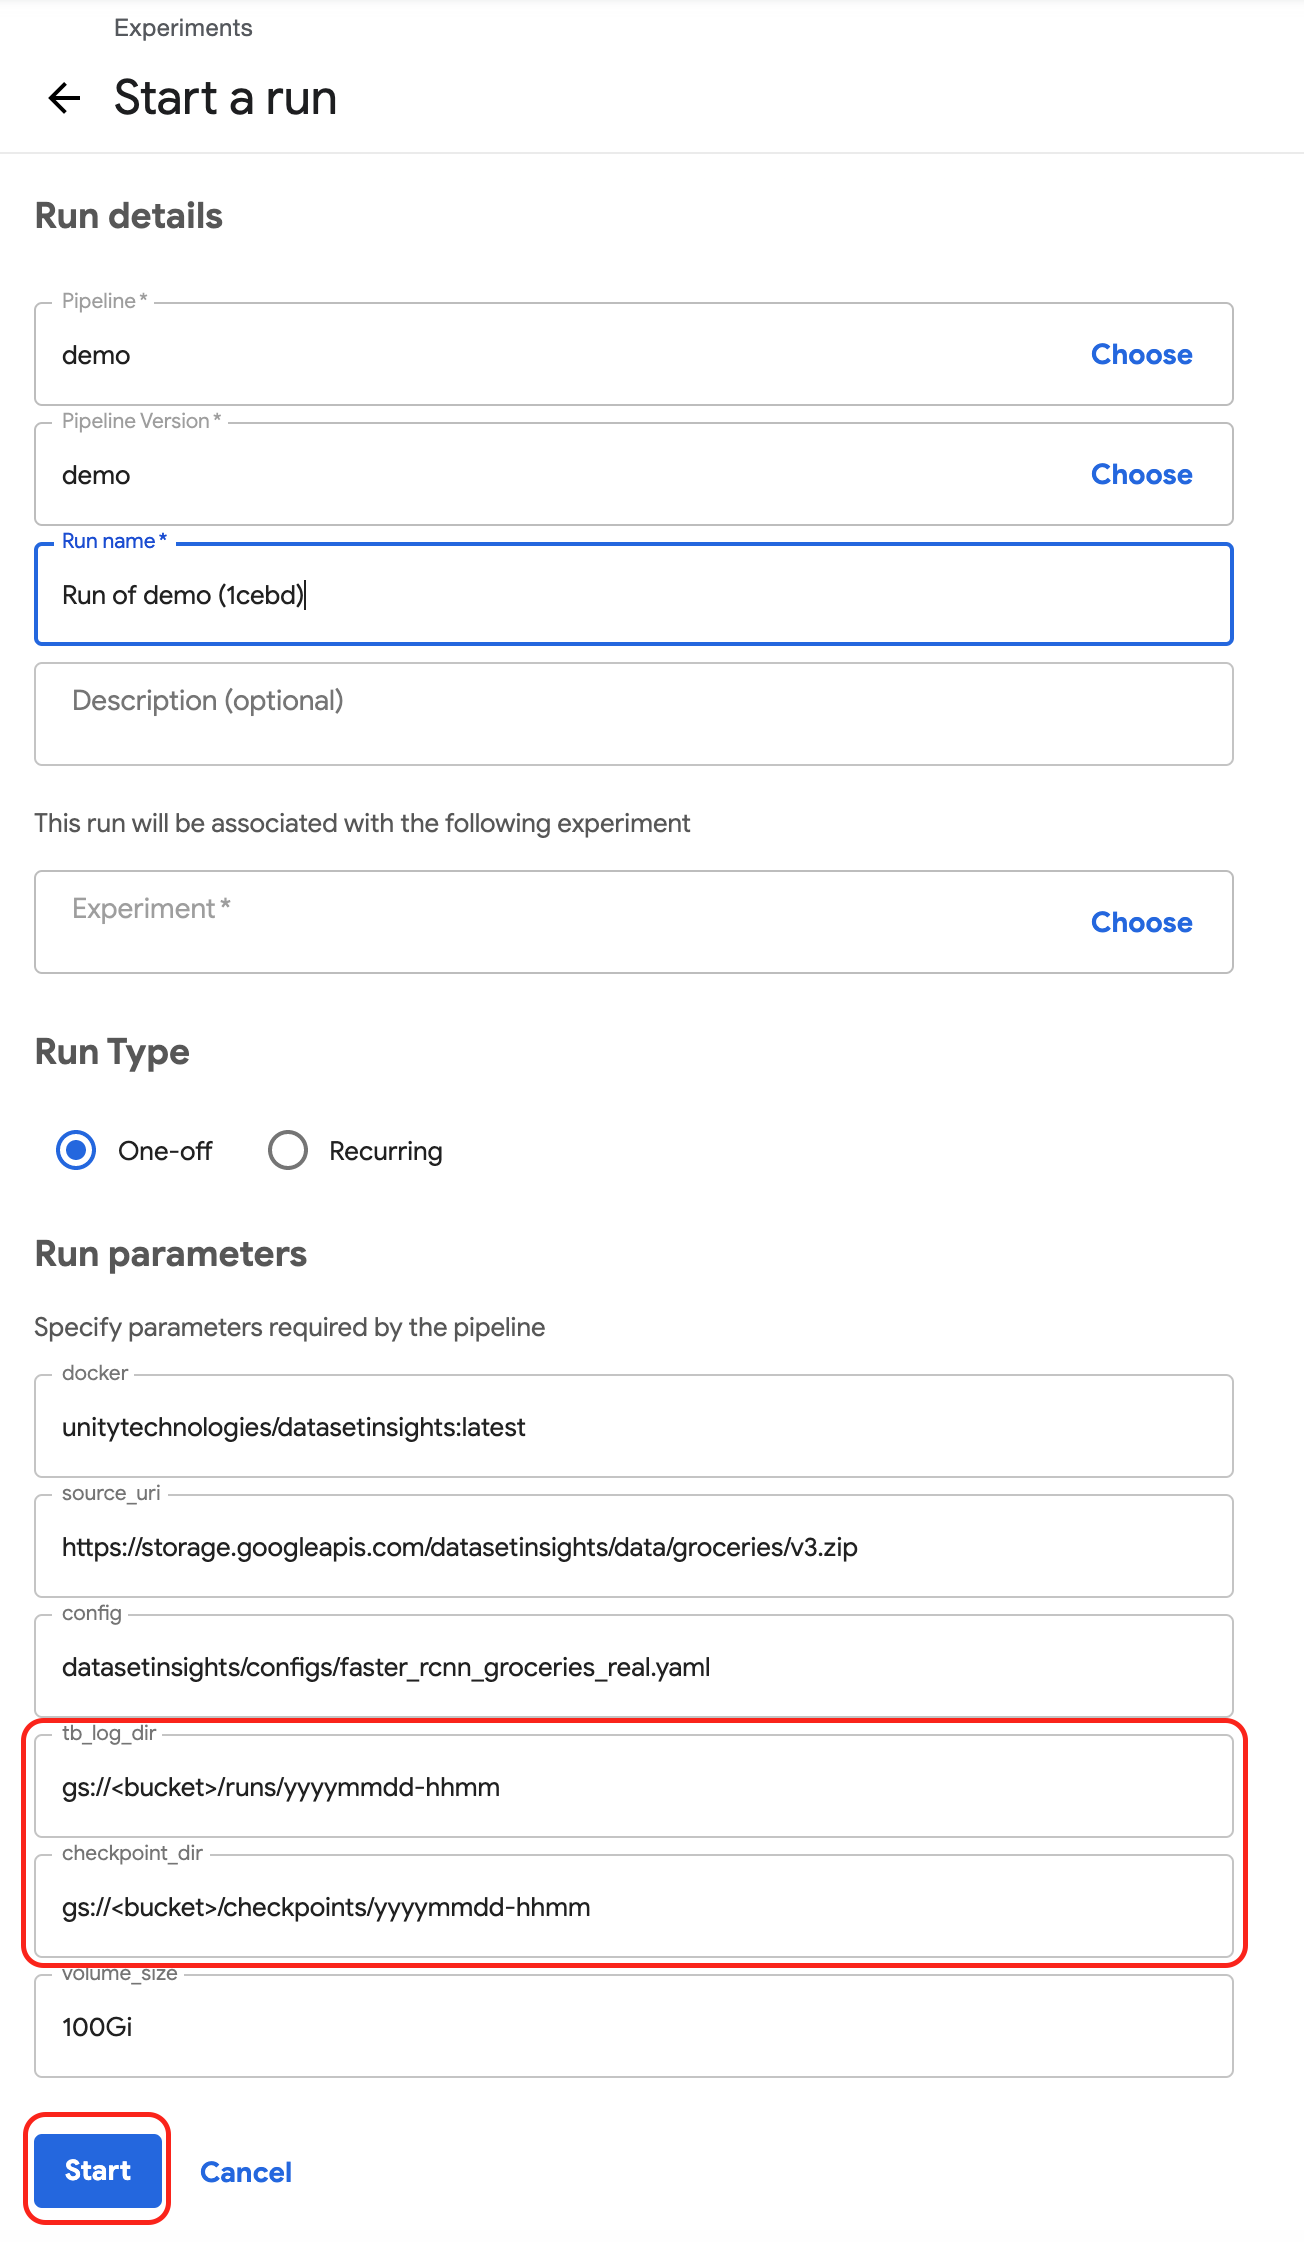 Experiments
Start a run
Run details
Pipeline *
demo
Choose
Pipeline Version *
demo
Choose
Run name *
Run of demo (1cebd)
Description (optional)
This run will be associated with the following experiment
Experiment *
Choose
Run Type
One-off
Recurring
Run parameters
Specify parameters required by the pipeline
docker
unitytechnologies/datasetinsights:latest
source_uri
https://storage.googleapis.com/datasetinsights/data/groceries/v3.zip
config
datasetinsights/configs/faster_rcnn_groceries_real.yaml
tb_log_dir
gs://<bucket>/runs/yyyymmdd-hhmm
checkpoint_dir
gs://<bucket>/checkpoints/yyyymmdd-hhmm
volume_size
100Gi
Start
Cancel